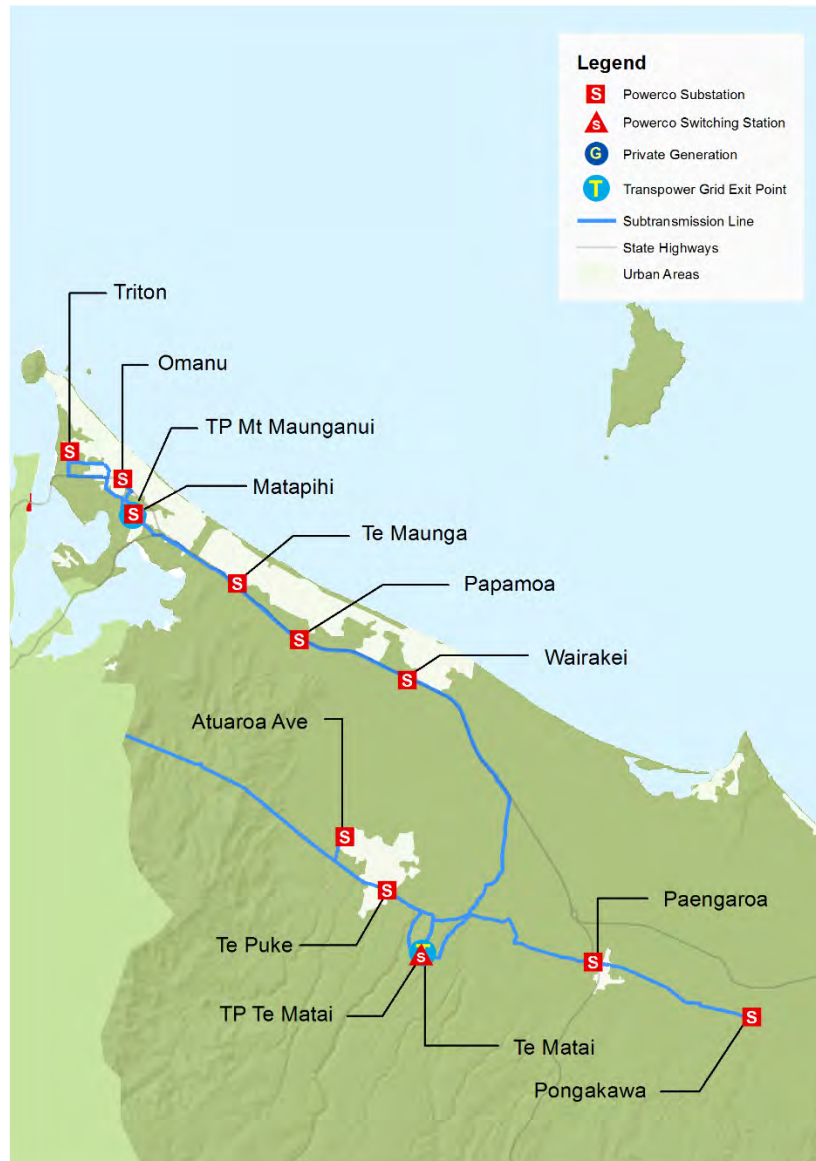 Legend
S Powerco Substation
S Powerco Switching Station
G Private Generation
T Transpower Grid Exit Point
Subtransmission Line
State Highways
Urban Areas
Triton
Omanu
TP Mt Maunganui
Matapihi
Te Maunga
Papamoa
Wairakei
Atuaroa Ave
Te Puke
Paengaroa
TP Te Matai
Te Matai
Pongakawa
S
S
S
S
S
S
S
S
S
S
S